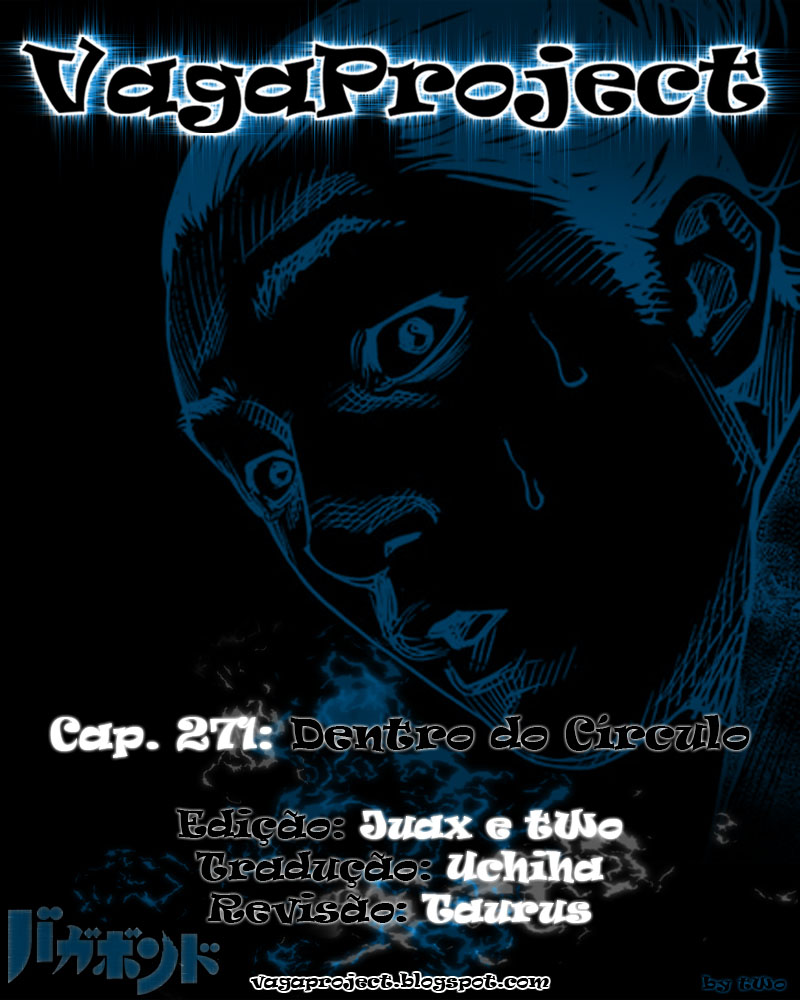 VagaProject
Cap. 271: Dentro do Círculo
Edição: Juax e tWo
Tradução: Uchiha
Revisão: Taurus
バガボンド
vagaproject.blogspot.com
by tWo